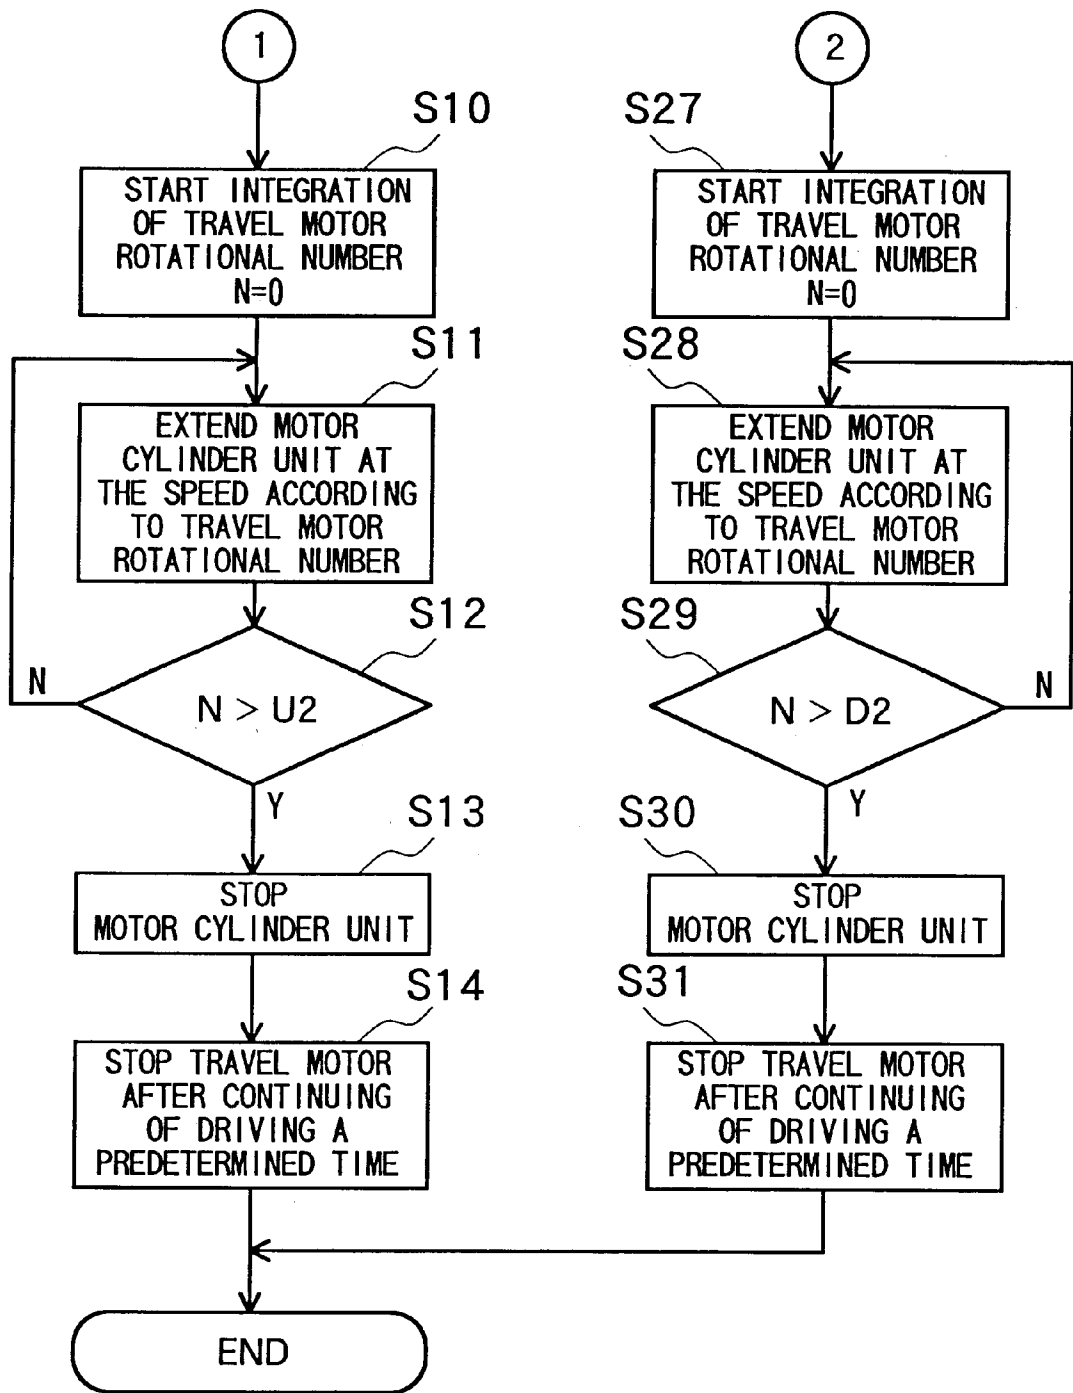 1
S10
START INTEGRATION
OF TRAVEL MOTOR
ROTATIONAL NUMBER
N=0
S11
EXTEND MOTOR
CYLINDER UNIT AT
THE SPEED ACCORDING
TO TRAVEL MOTOR
ROTATIONAL NUMBER
S12
N
N > U2
Y
S13
STOP
MOTOR CYLINDER UNIT
S14
STOP TRAVEL MOTOR
AFTER CONTINUING
OF DRIVING A
PREDETERMINED TIME
2
S27
START INTEGRATION
OF TRAVEL MOTOR
ROTATIONAL NUMBER
N=0
S28
EXTEND MOTOR
CYLINDER UNIT AT
THE SPEED ACCORDING
TO TRAVEL MOTOR
ROTATIONAL NUMBER
S29
N > D2
N
Y
S30
STOP
MOTOR CYLINDER UNIT
S31
STOP TRAVEL MOTOR
AFTER CONTINUING
OF DRIVING A
PREDETERMINED TIME
END